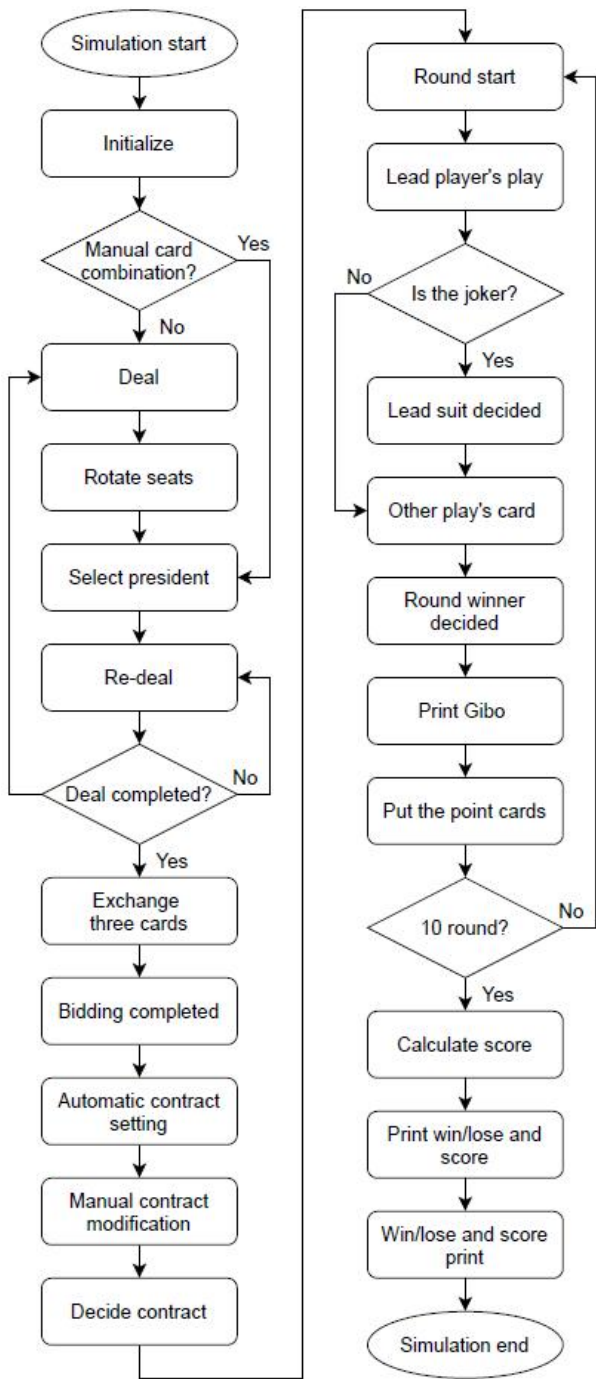 Simulation start
Initialize
Manual card
combination?
Yes
No
Deal
Rotate seats
Select president
Re-deal
Deal completed?
No
Yes
Exchange
three cards
Bidding completed
Automatic contract
setting
Manual contract
modification
Decide contract
Round start
Lead player's play
No
Is the joker?
Yes
Lead suit decided
Other play's card
Round winner
decided
Print Gibo
Put the point cards
10 round?
No
Yes
Calculate score
Print win/lose and
score
Win/lose and score
print
Simulation end